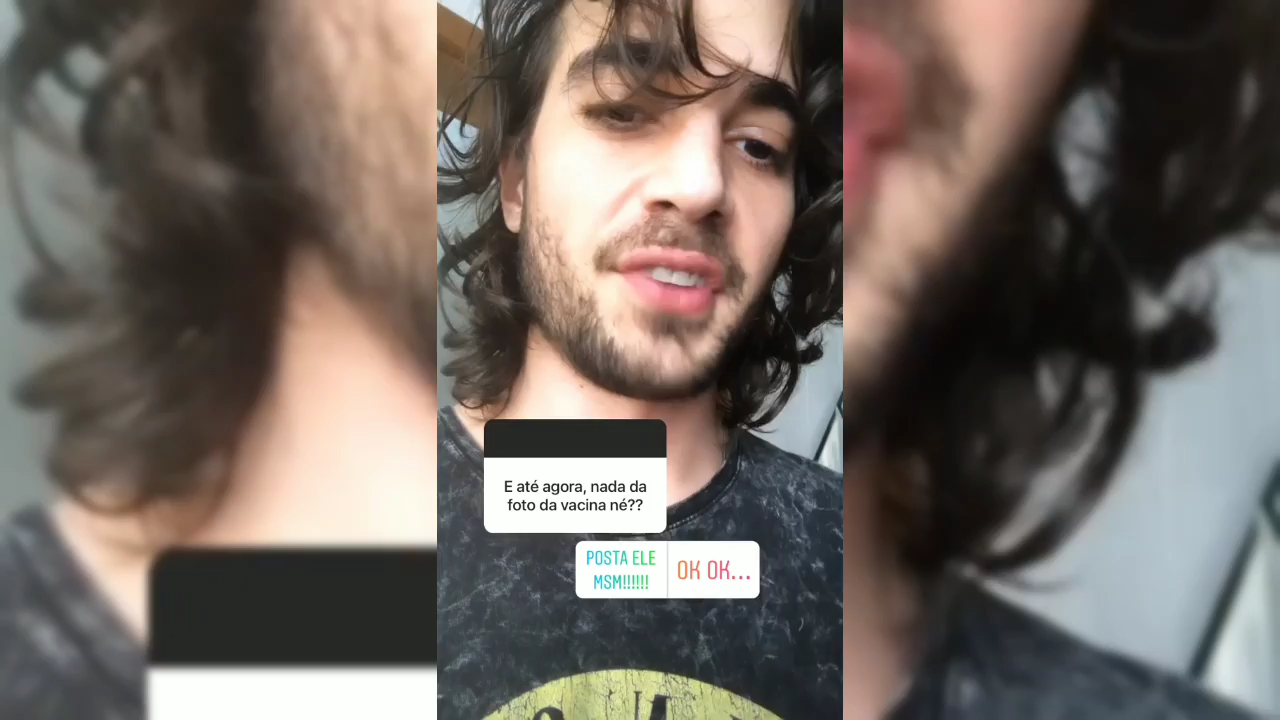 E até agora, nada da
foto da vacina né??
POSTA ELE
MSM!!!!!!
OK OK...